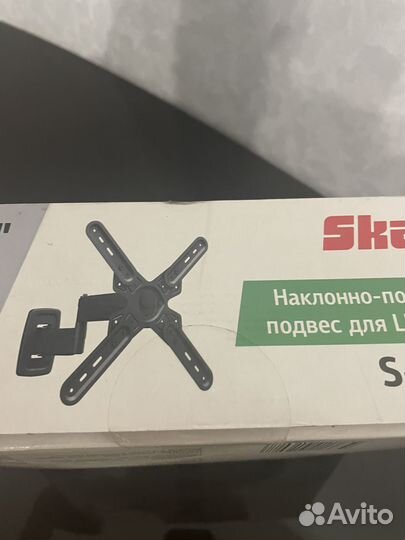 "
Ska
Наклонно-по
подвес для L
S-
Avito